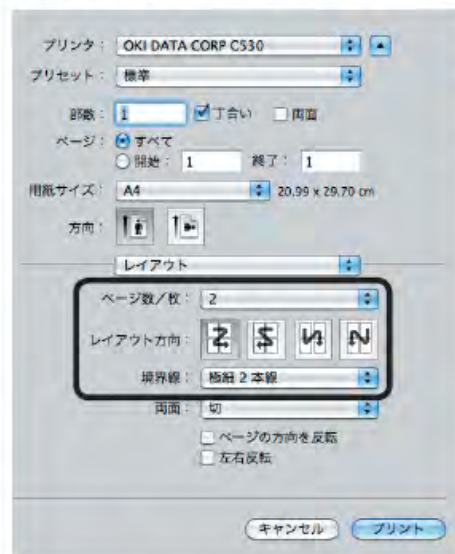 プリンタ： OKI DATA CORP C530
プリセット： 標準
部数： 1 丁合い 両面
ページ： すべて
開始： 1 終了： 1
用紙サイズ： A4 20.99 x 29.70 cm
方向：
レイアウト
ページ数／枚： 2
レイアウト方向：
境界線： 極細 2 本線
両面： 切
ページの方向を反転
左右反転
キャンセル プリント